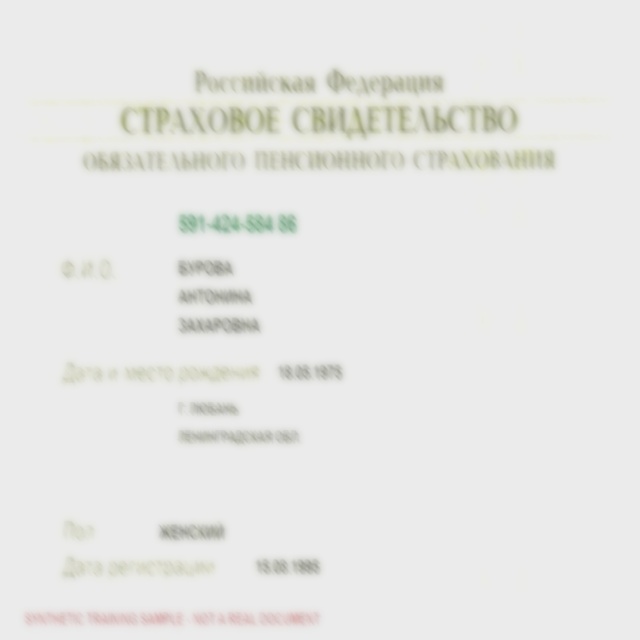 Российская Федерация
СТРАХОВОЕ СВИДЕТЕЛЬСТВО
ОБЯЗАТЕЛЬНОГО ПЕНСИОННОГО СТРАХОВАНИЯ
Ф.И.О.
БУРОВА
АНТОНИНА
ЗАХАРОВНА
Дата и место рождения
Г. ЛЮБАНЬ
ЛЕНИНГРАДСКАЯ ОБЛ.
Пол ЖЕНСКИЙ
Дата регистрации
SYNTHETIC TRAINING SAMPLE - NOT A REAL DOCUMENT